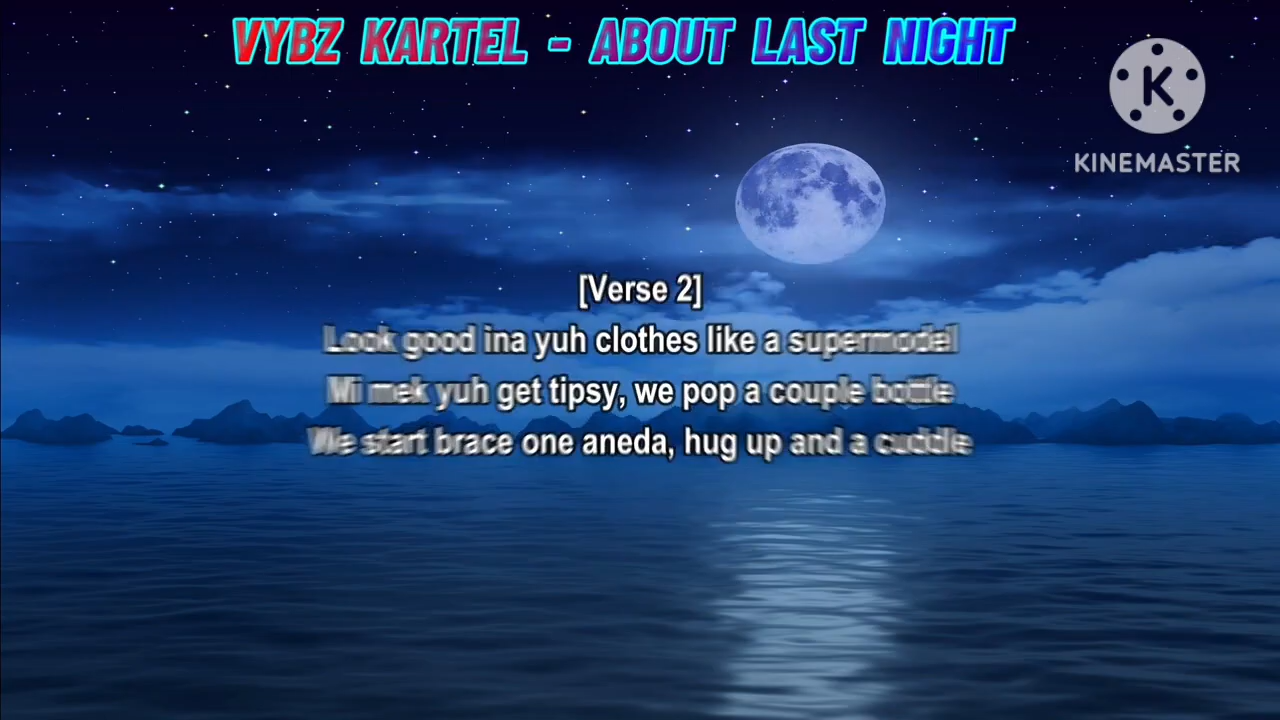 VYBZ KARTEL - ABOUT LAST NIGHT
K
KINEMASTER
[Verse 2]
Look good ina yuh clothes like a supermodel
Mi mek yuh get tipsy, we pop a couple bottle
We start brace one aneda, hug up and a cuddle